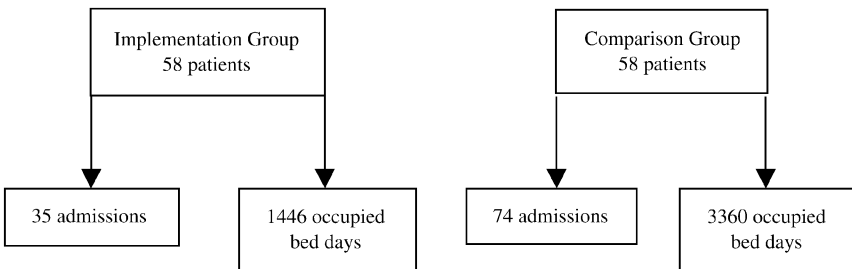 Implementation Group
58 patients
Comparison Group
58 patients
35 admissions
1446 occupied
bed days
74 admissions
3360 occupied
bed days